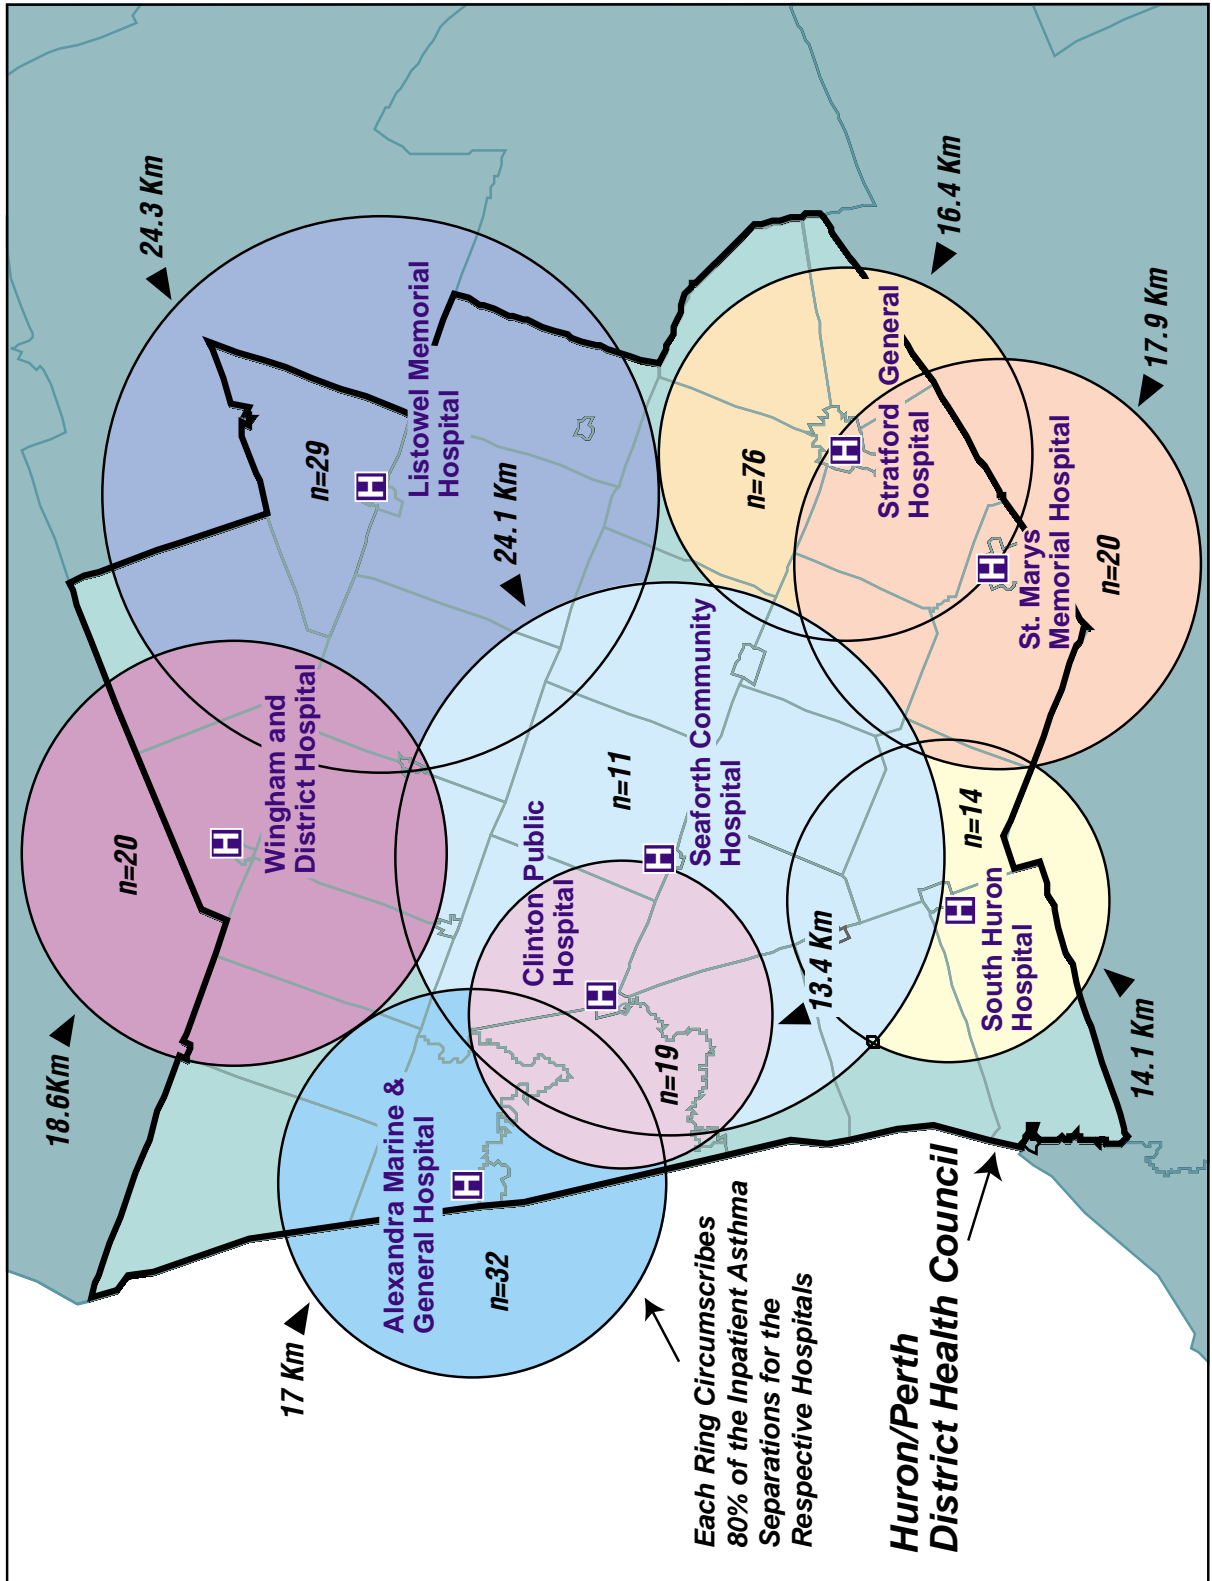 18.6Km
n=20
24.3 Km
H
Wingham and
District Hospital
17 Km
n=29
H
Listowel Memorial
Hospital
Alexandra Marine &
General Hospital
H
n=32
24.1 Km
Clinton Public
Hospital
H
n=11
n=19
H
Seaforth Community
Hospital
Each Ring Circumscribes
80% of the Inpatient Asthma
Separations for the
Respective Hospitals
n=76
13.4 Km
H
Stratford General
Hospital
Huron/Perth
District Health Council
16.4 Km
n=14
H
South Huron
Hospital
H
St. Marys
Memorial Hospital
n=20
14.1 Km
17.9 Km